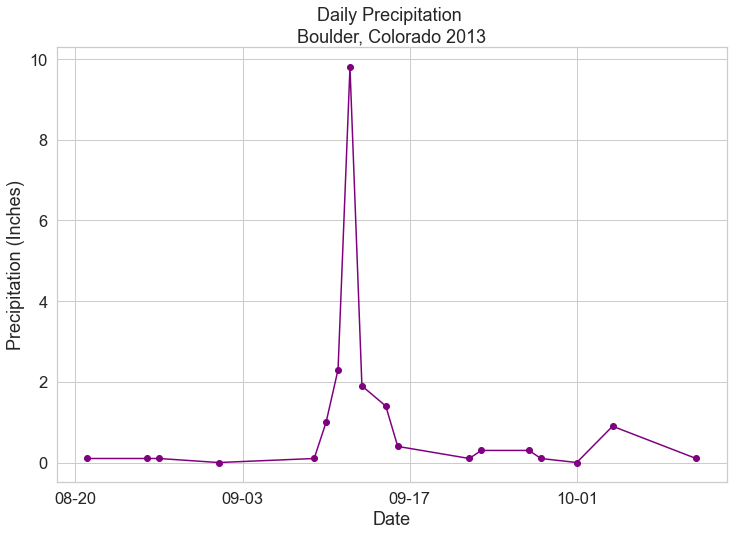 Daily Precipitation
Boulder, Colorado 2013
Precipitation (Inches)
10
8
6
4
2
0
08-20
09-03
09-17
10-01
Date